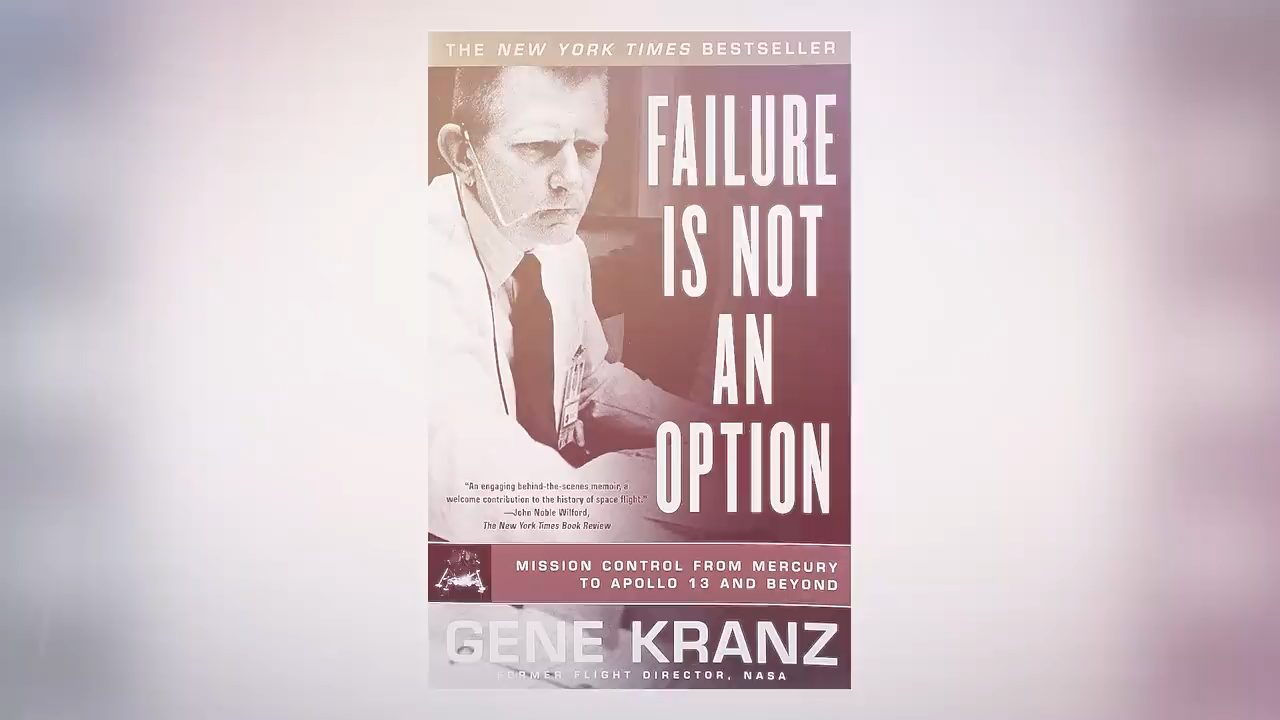 THE NEW YORK TIMES BESTSELLER
FAILURE
IS NOT
AN
OPTION
"An engaging behind-the-scenes memoir, a
welcome contribution to the history of space flight."
—John Noble Wilford,
The New York Times Book Review
MISSION CONTROL FROM MERCURY
TO APOLLO 13 AND BEYOND
GENE KRANZ
FORMER FLIGHT DIRECTOR, NASA